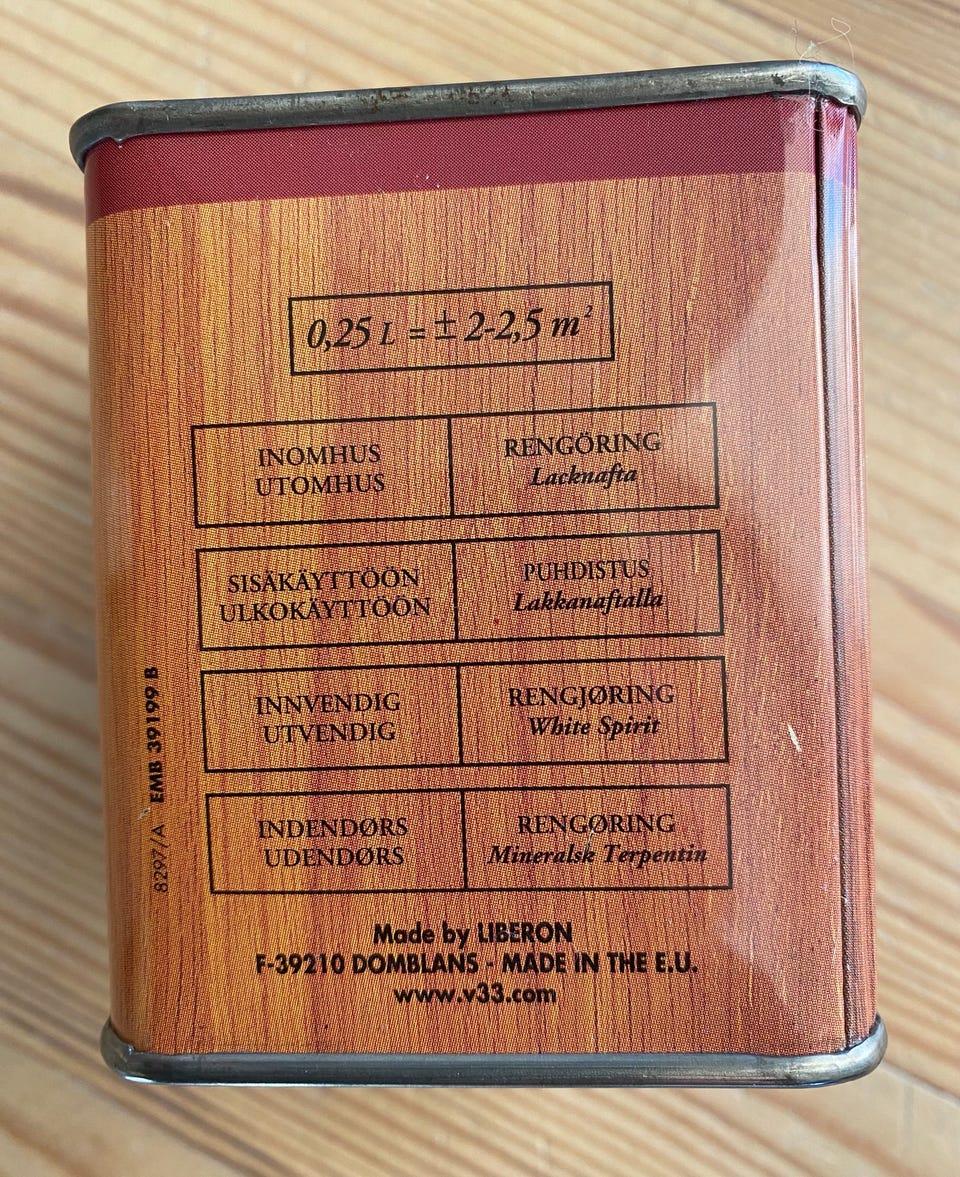 0,25 L = ± 2-2,5 m²
INOMHUS
UTOMHUS
RENGÖRING
Lacknafta
SISÄKÄYTTÖÖN
ULKOKÄYTTÖÖN
PUHDISTUS
Lakkanaftalla
INNVENDIG
UTVENDIG
RENGJØRING
White Spirit
INDENDØRS
UDENDØRS
RENGØRING
Mineralsk Terpentin
8297/A EMB 39199 B
Made by LIBERON
F-39210 DOMBLANS - MADE IN THE E.U.
www.v33.com